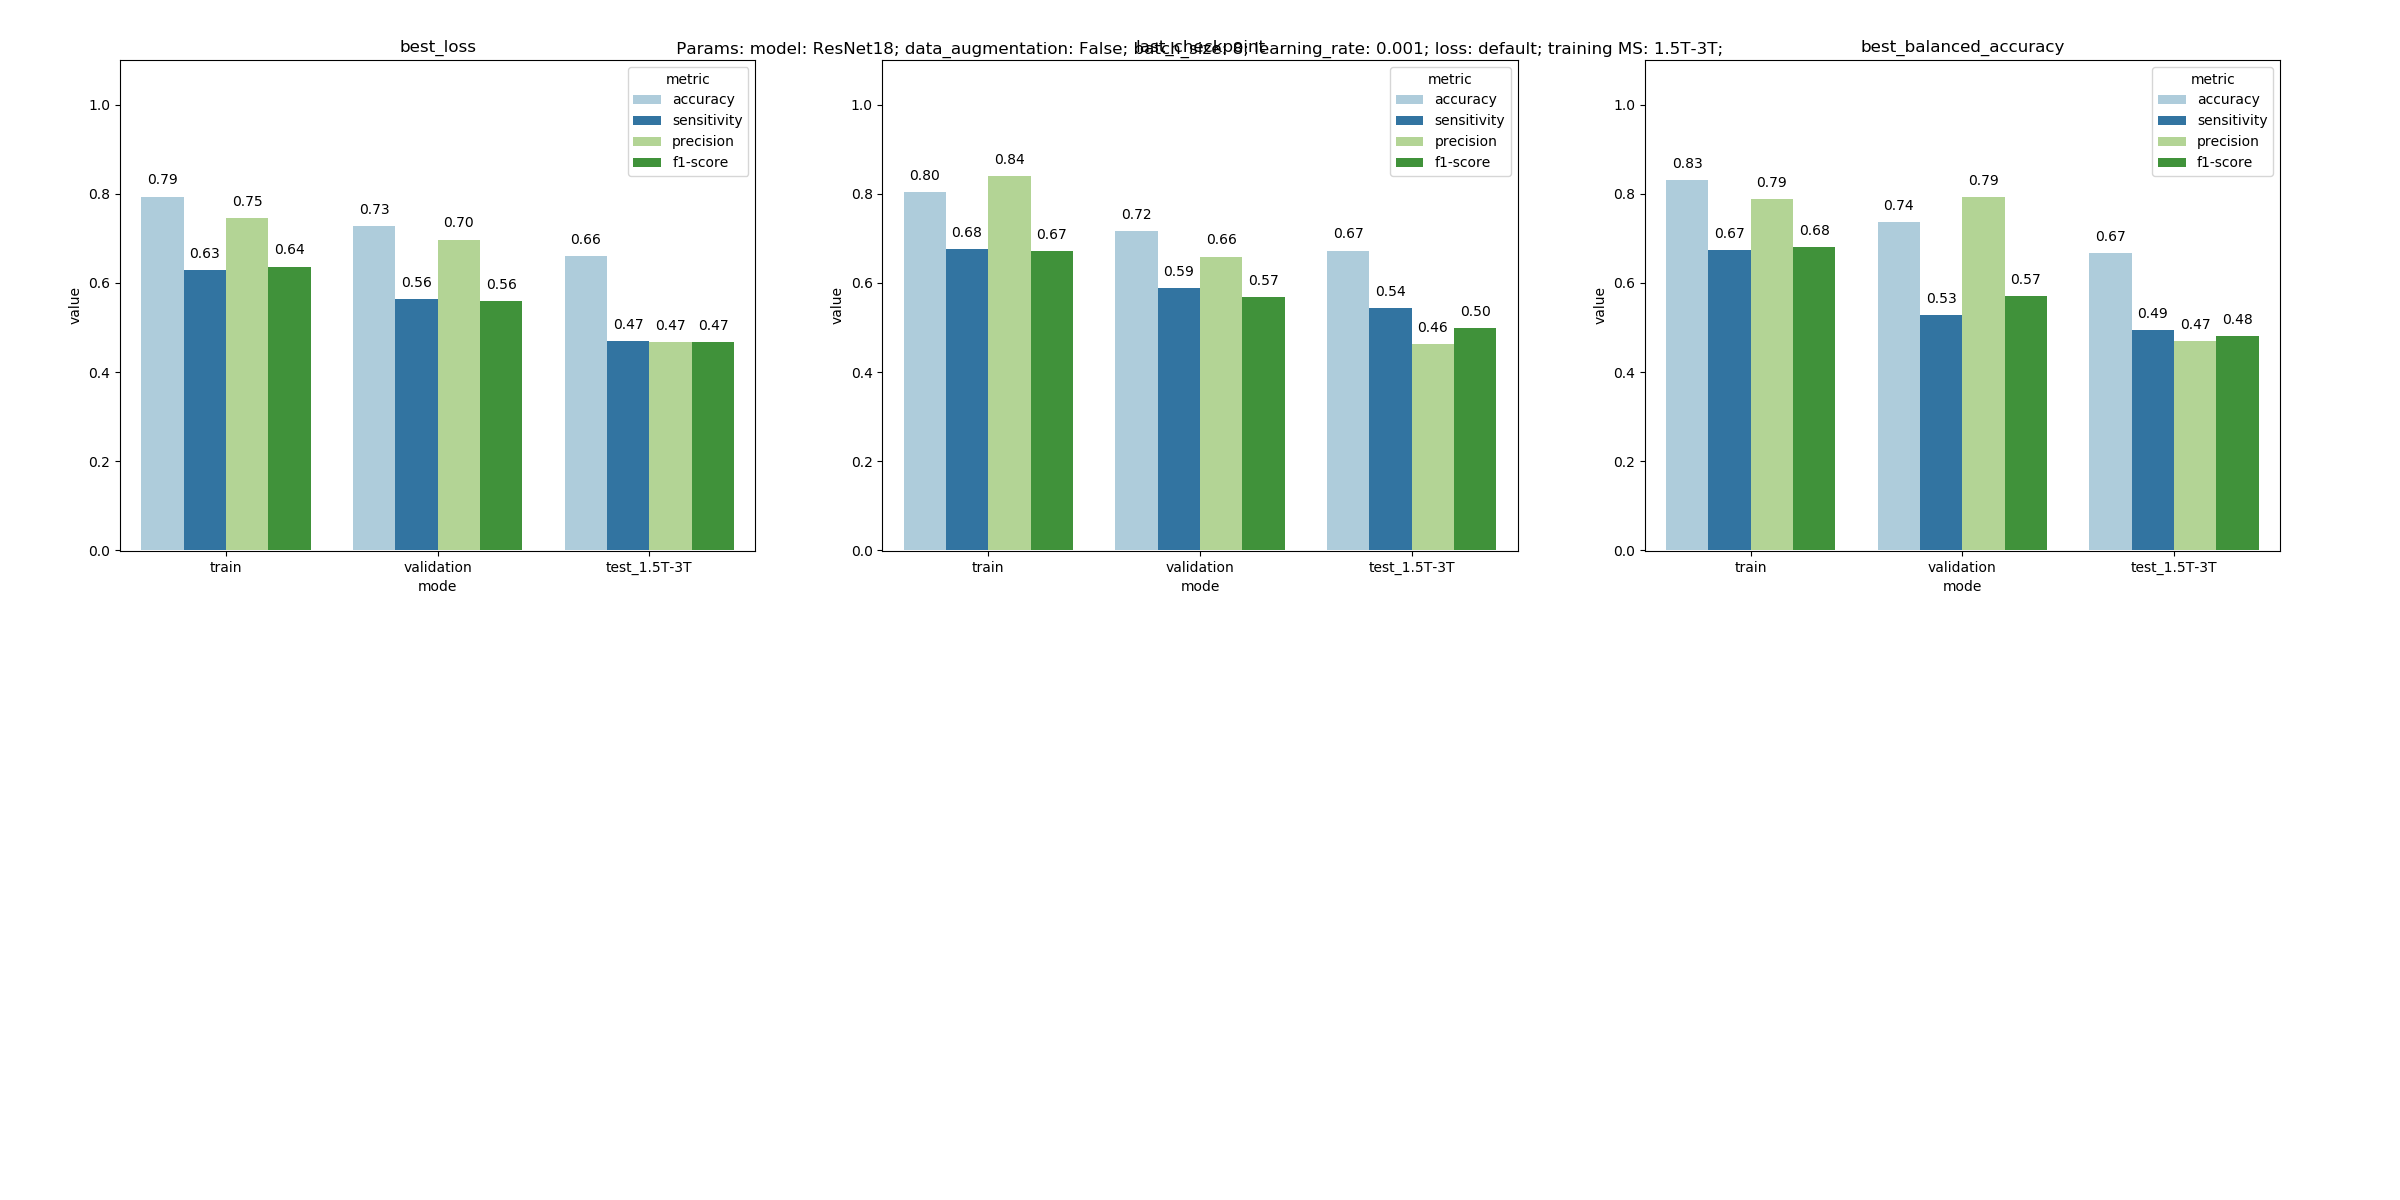 best_loss
Params: model: ResNet18; data_augmentation: False; batch_size: 8; learning_rate: 0.001; loss: default; training MS: 1.5T-3T;
last_checkpoint
best_balanced_accuracy
metric
accuracy
sensitivity
precision
f1-score
1.0
0.8
0.6
0.4
0.2
0.0
value
0.79
0.63
0.75
0.64
0.73
0.56
0.70
0.56
0.66
0.47
0.47
0.47
train
validation
test_1.5T-3T
mode
metric
accuracy
sensitivity
precision
f1-score
1.0
0.8
0.6
0.4
0.2
0.0
value
0.80
0.68
0.84
0.67
0.72
0.59
0.66
0.57
0.67
0.54
0.46
0.50
train
validation
test_1.5T-3T
mode
metric
accuracy
sensitivity
precision
f1-score
1.0
0.8
0.6
0.4
0.2
0.0
value
0.83
0.67
0.79
0.68
0.74
0.53
0.79
0.57
0.67
0.49
0.47
0.48
train
validation
test_1.5T-3T
mode